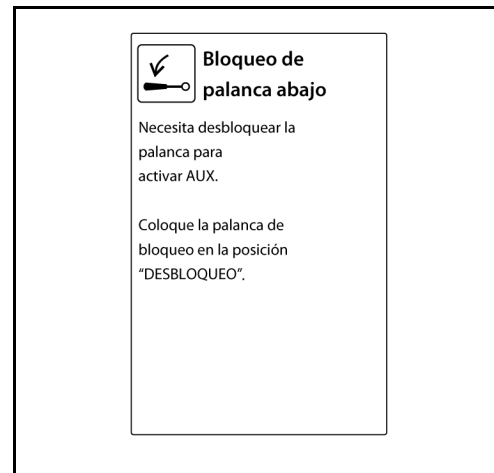 Bloqueo de
palanca abajo
Necesita desbloquear la
palanca para
activar AUX.
Coloque la palanca de
bloqueo en la posición
“DESBLOQUEO”.